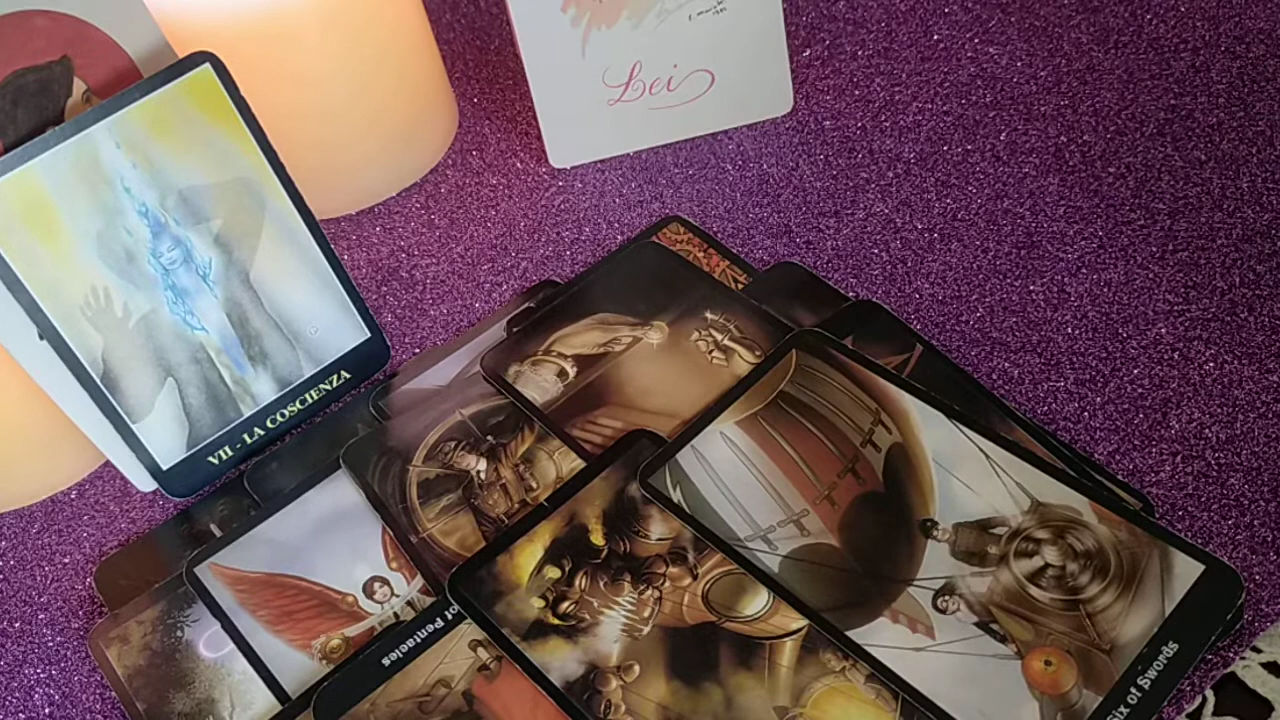 Lei
VII - LA COSCIENZA
of Pentacles
Six of Swords